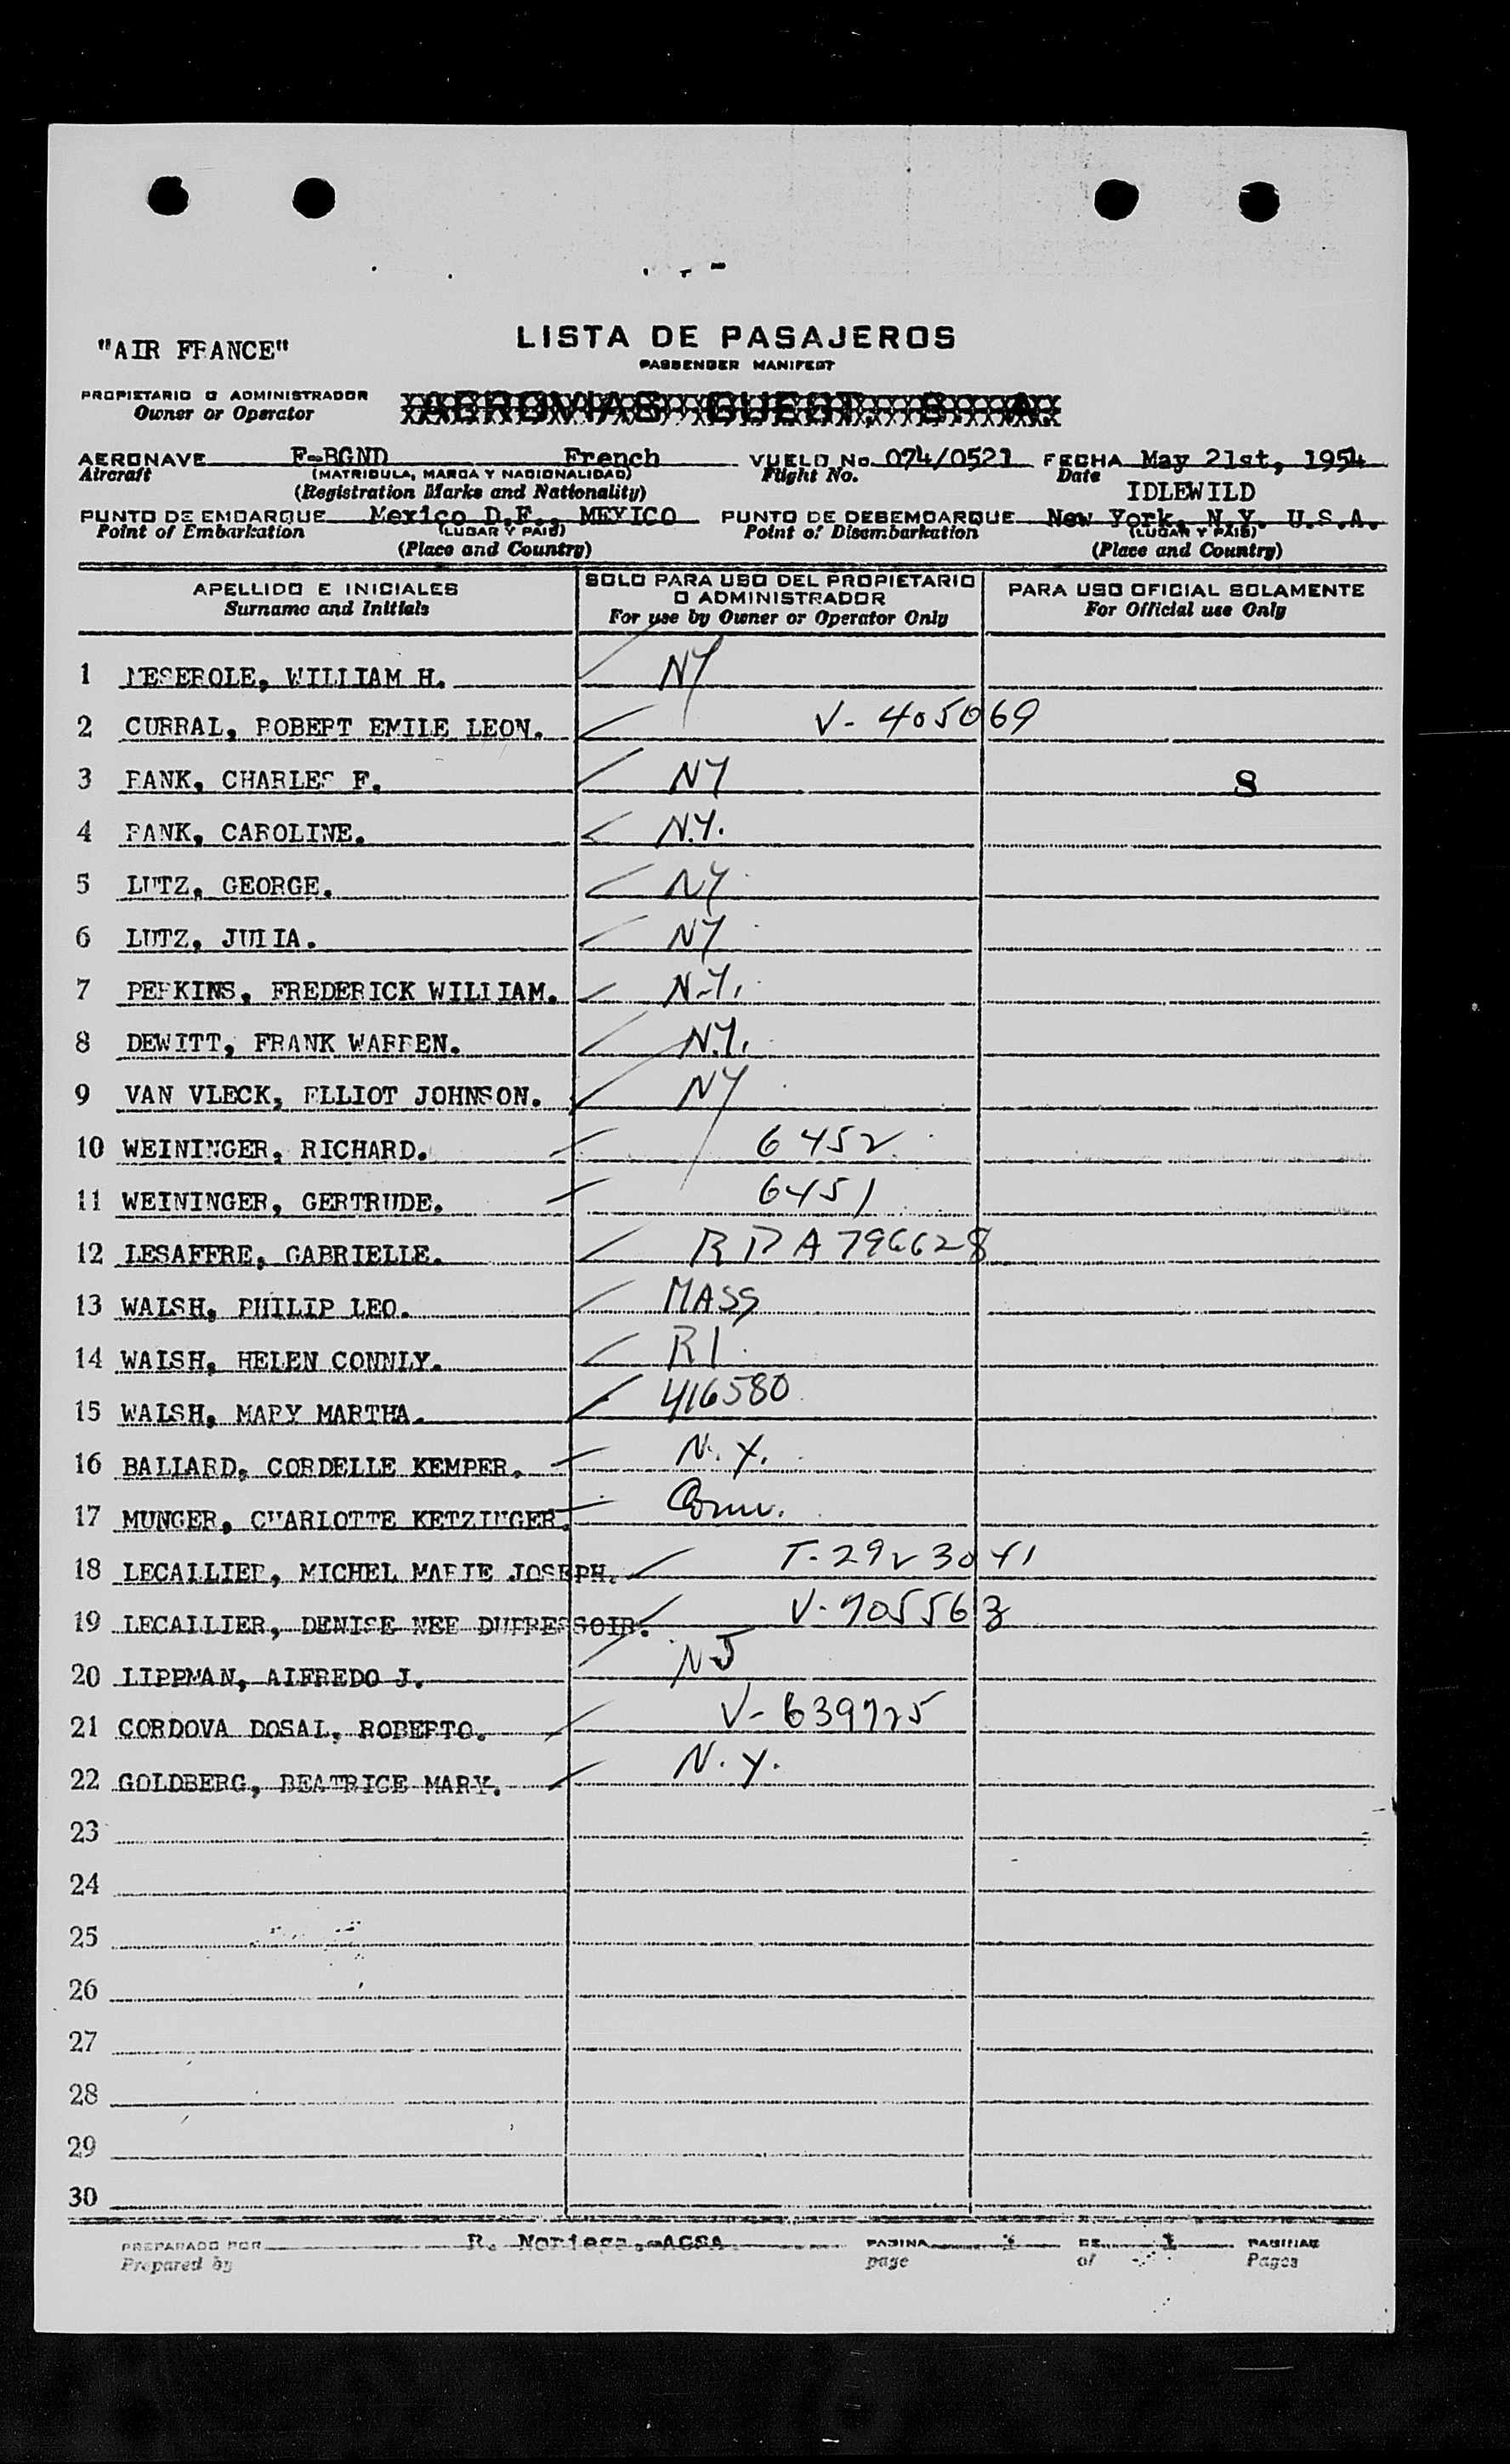 LISTA DE PASAJEROS
"AIR FRANCE"
PASSENGER MANIFEST
PROPIETARIO O ADMINISTRADOR
Owner or Operator
AEROVIAS GUEST, S. A.
AERONAVE F-BGND French VUELO No. 074/0521 FECHA May 21st, 1954
Aircraft (MATRICULA, MARCA Y NACIONALIDAD) Flight No. Date
(Registration Marks and Nationality) IDLEWILD
PUNTO DE EMBARQUE Mexico D.F., MEXICO PUNTO DE DESEMBARQUE New York, N.Y. U.S.A.
Point of Embarkation (LUGAR Y PAIS) Point of Disembarkation (LUGAR Y PAIS)
(Place and Country) (Place and Country)
APELLIDO E INICIALES SOLO PARA USO DEL PROPIETARIO O ADMINISTRADOR PARA USO OFICIAL SOLAMENTE
Surname and Initials For use by Owner or Operator Only For Official use Only
1 MESEROLE, WILLIAM H. NY
2 CURRAL, ROBERT EMILE LEON. V- 405069
3 RANK, CHARLES F. NY 8
4 RANK, CAROLINE. N.Y.
5 LUTZ, GEORGE. NY
6 LUTZ, JULIA. NY
7 PERKINS, FREDERICK WILLIAM. N.Y.
8 DEWITT, FRANK WARREN. N.Y.
9 VAN VLECK, ELLIOT JOHNSON. NY
10 WEININGER, RICHARD. 6452
11 WEININGER, GERTRUDE. 6451
12 LESAFFRE, GABRIELLE. A796628
13 WALSH, PHILIP LEO. MASS
14 WALSH, HELEN CONNLY. RI
15 WALSH, MARY MARTHA. 416580
16 BALLARD, CORDELLE KEMPER. N.Y.
17 MUNGER, CHARLOTTE KETZINGER. Conn.
18 LECAILLIER, MICHEL MARIE JOSEPH. T-2923041
19 LECAILLIER, DENISE NEE DUFRESSOIR.
20 LIPPMAN, ALFREDO J. NJ
21 CORDOVA DOSAL, ROBERTO.
22 GOLDBERG, BEATRICE MARY. N.Y.
23
24
25
26
27
28
29
30
PREPARADO POR R. Noriega.-AGSA PAGINA 1 DE 1 PAGINAS
Prepared by page of Pages